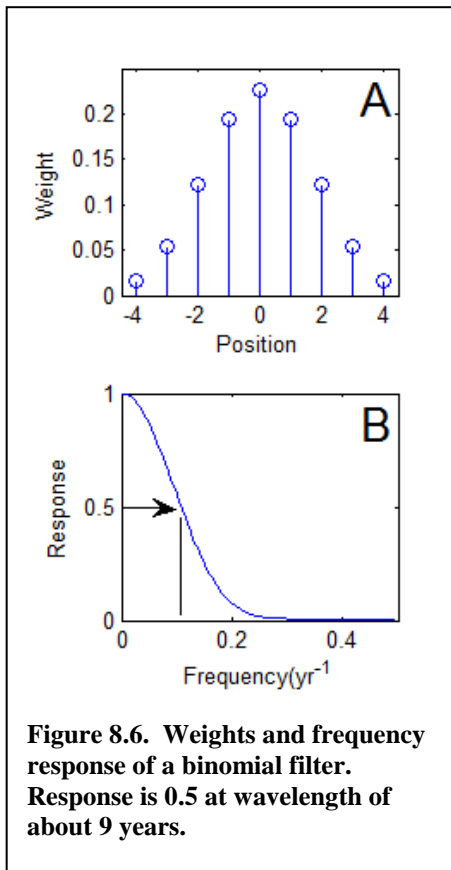 A
Weight
0.2
0.15
0.1
0.05
0
-4 -2 0 2 4
Position
B
Response
1
0.5
0
0 0.2 0.4
Frequency(yr-1
Figure 8.6. Weights and frequency
response of a binomial filter.
Response is 0.5 at wavelength of
about 9 years.